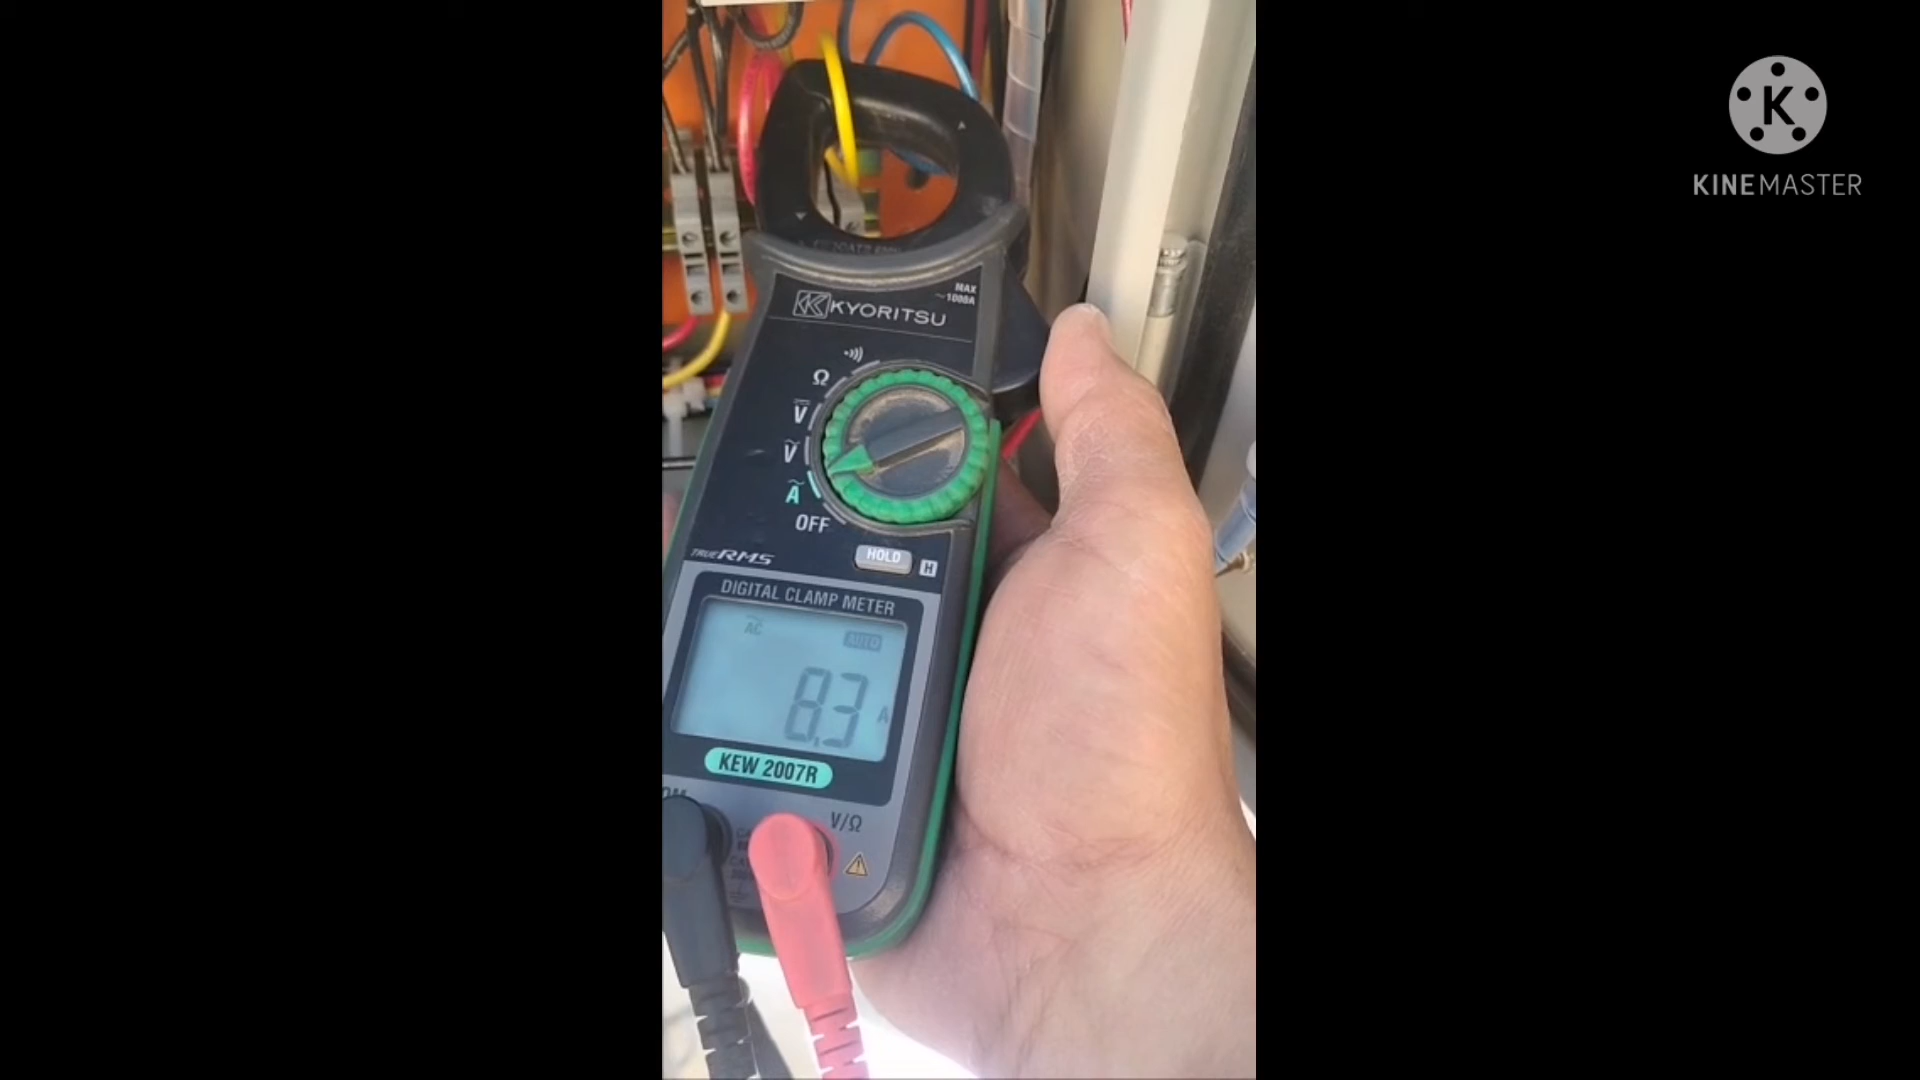 K
KINEMASTER
MAX
~1000A
KYORITSU
Ω
V
V
A
OFF
TRUE RMS
HOLD
H
DIGITAL CLAMP METER
AC
AUTO
8.3
A
KEW 2007R
V/Ω